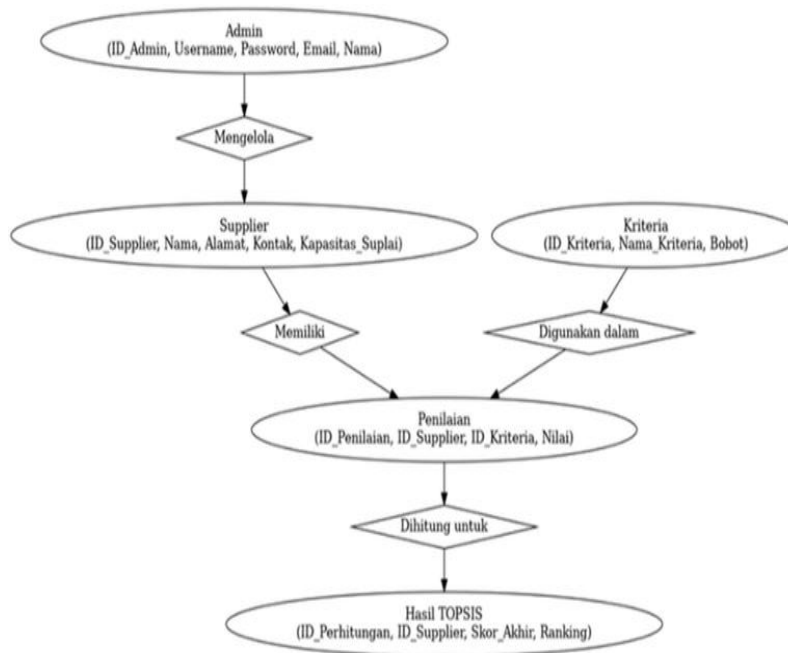 Admin
(ID_Admin, Username, Password, Email, Nama)
Mengelola
Supplier
(ID_Supplier, Nama, Alamat, Kontak, Kapasitas_Suplai)
Kriteria
(ID_Kriteria, Nama_Kriteria, Bobot)
Memiliki
Digunakan dalam
Penilaian
(ID_Penilaian, ID_Supplier, ID_Kriteria, Nilai)
Dihitung untuk
Hasil TOPSIS
(ID_Perhitungan, ID_Supplier, Skor_Akhir, Ranking)